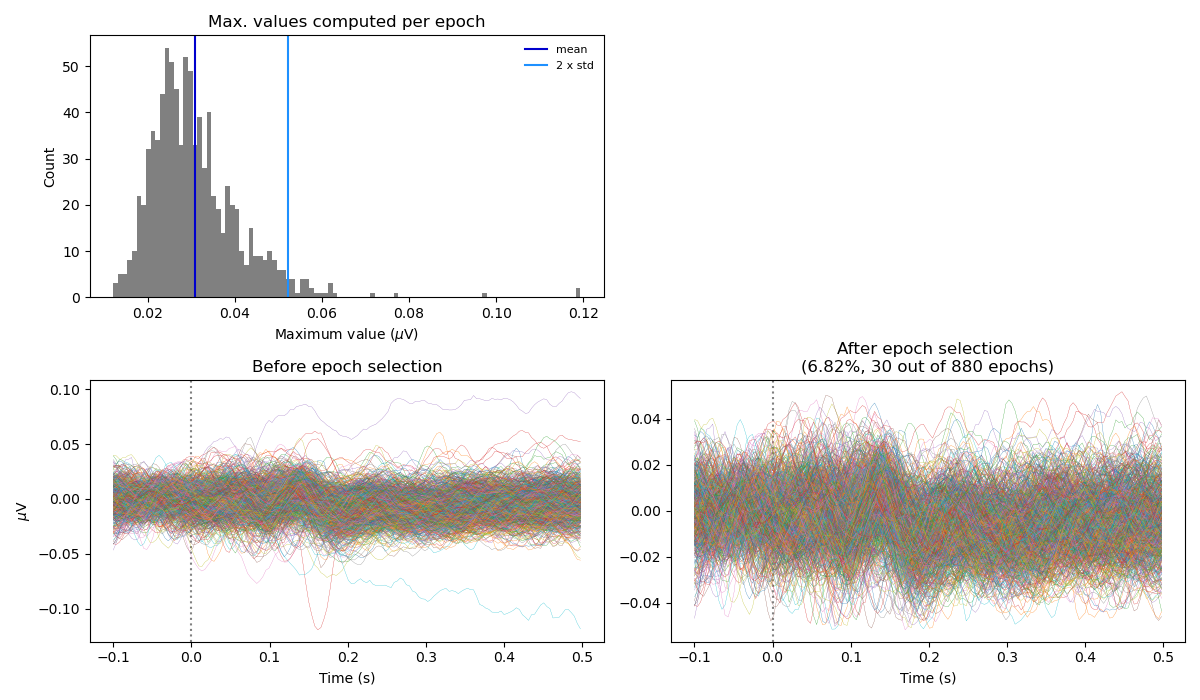 Max. values computed per epoch
mean
2 x std
Count
50
40
30
20
10
0
0.02 0.04 0.06 0.08 0.10 0.12
Maximum value (μV)
Before epoch selection
μV
0.10
0.05
0.00
−0.05
−0.10
−0.1 0.0 0.1 0.2 0.3 0.4 0.5
Time (s)
After epoch selection
(6.82%, 30 out of 880 epochs)
0.04
0.02
0.00
−0.02
−0.04
−0.1 0.0 0.1 0.2 0.3 0.4 0.5
Time (s)